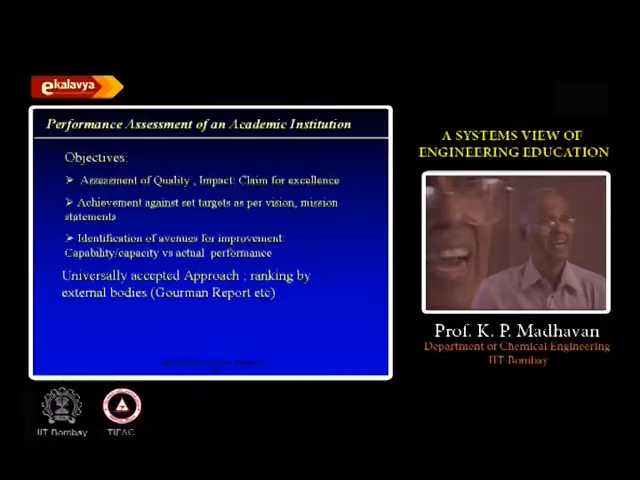 ekalavya
Performance Assessment of an Academic Institution
Objectives:
➢ Assessment of Quality , Impact: Claim for excellence
➢ Achievement against set targets as per vision, mission
statements
➢ Identification of avenues for improvement:
Capability/capacity vs actual performance
Universally accepted Approach ; ranking by
external bodies (Gourman Report etc)
A SYSTEMS VIEW OF
ENGINEERING EDUCATION
Prof. K. P. Madhavan
Department of Chemical Engineering
IIT Bombay
IIT Bombay
TIFAC